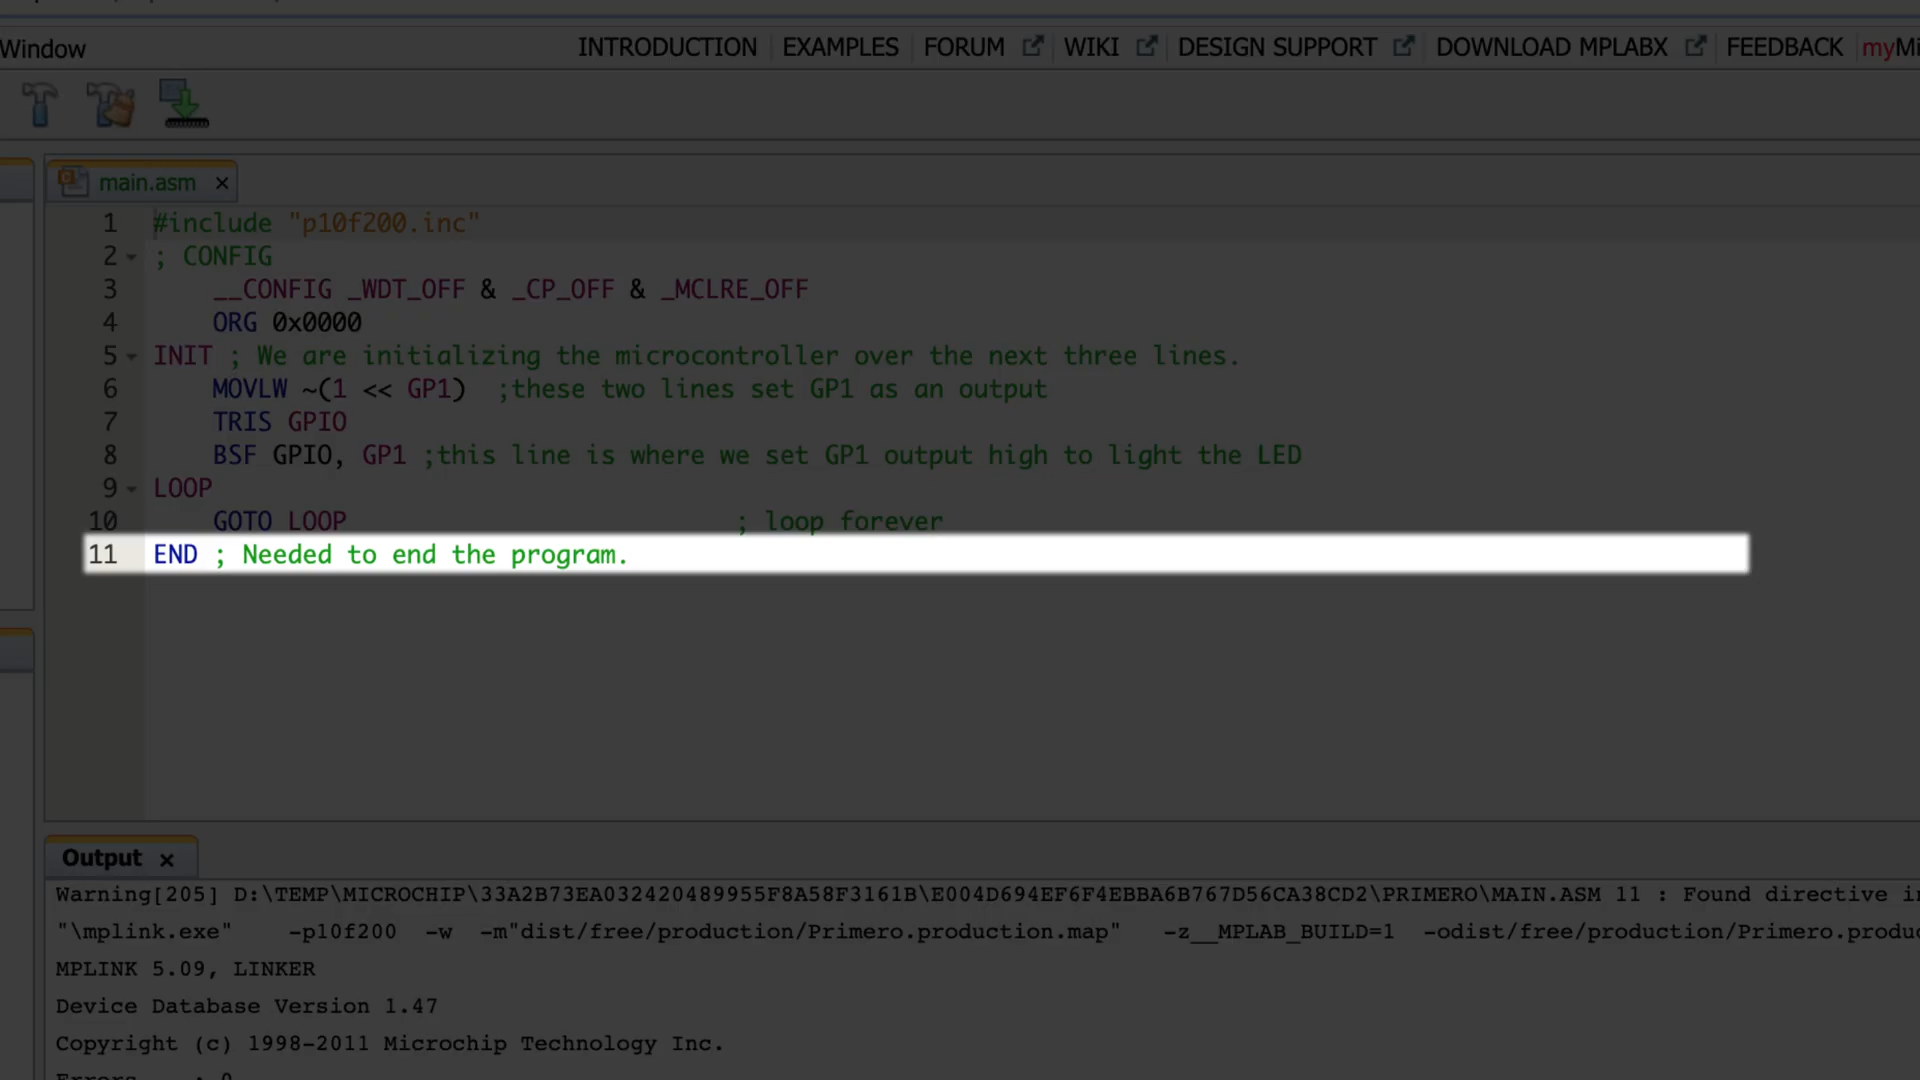 Window INTRODUCTION EXAMPLES FORUM WIKI DESIGN SUPPORT DOWNLOAD MPLABX FEEDBACK
main.asm
1 #include "p10f200.inc"
2 ; CONFIG
3 __CONFIG _WDT_OFF & _CP_OFF & _MCLRE_OFF
4 ORG 0x0000
5 INIT ; We are initializing the microcontroller over the next three lines.
6 MOVLW ~(1 << GP1) ;these two lines set GP1 as an output
7 TRIS GPIO
8 BSF GPIO, GP1 ;this line is where we set GP1 output high to light the LED
9 LOOP
10 GOTO LOOP ; loop forever
11 END ; Needed to end the program.
Output
Warning[205] D:\TEMP\MICROCHIP\33A2B73EA032420489955F8A58F3161B\E004D694EF6F4EBBA6B767D56CA38CD2\PRIMERO\MAIN.ASM 11 : Found directive
"\mplink.exe" -p10f200 -w -m"dist/free/production/Primero.production.map" -z__MPLAB_BUILD=1 -odist/free/production/Primero.produc
MPLINK 5.09, LINKER
Device Database Version 1.47
Copyright (c) 1998-2011 Microchip Technology Inc.
Errors : 0